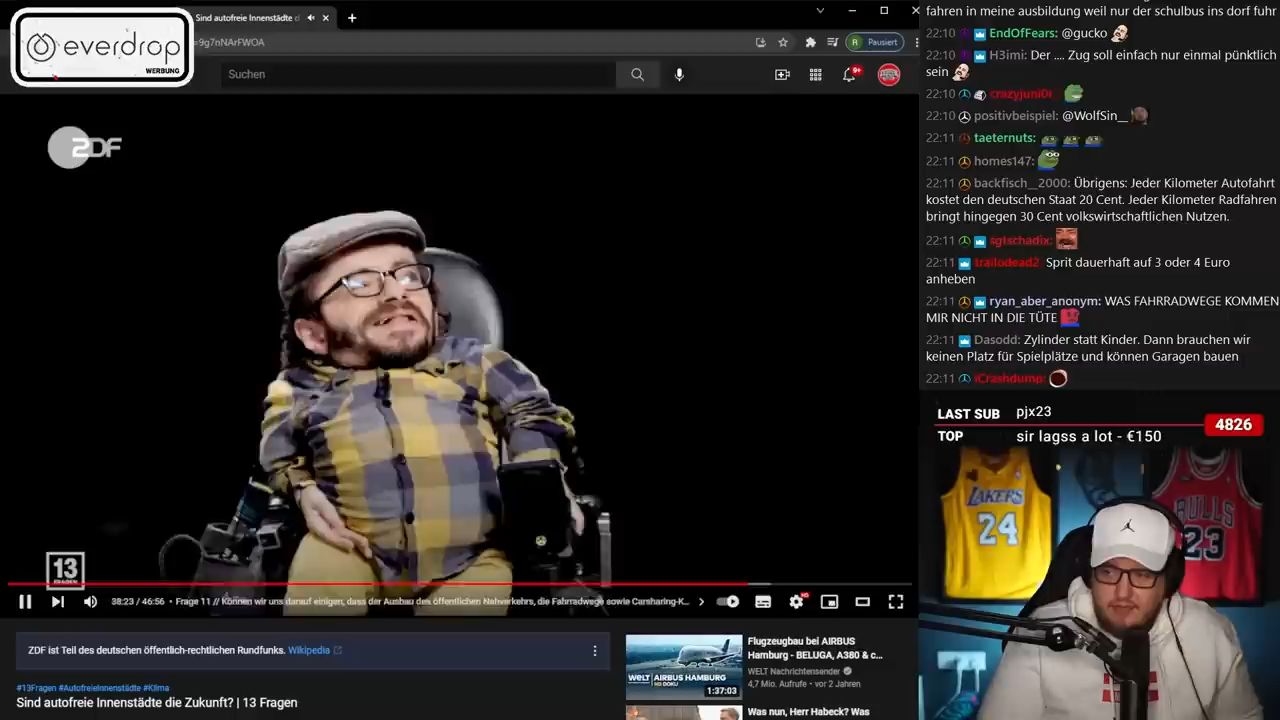 everdrop
WERBUNG
Sind autofreie Innenstädte d
=9g7nNArFWOA
R Pausiert
Suchen
9+
ZDF
13
FRAGEN
38:23 / 46:56 • Frage 11 // Können wir uns darauf einigen, dass der Ausbau des öffentlichen Nahverkehrs, die Fahrradwege sowie Carsharing-K...
ZDF ist Teil des deutschen öffentlich-rechtlichen Rundfunks. Wikipedia
#13Fragen #AutofreieInnenstädte #Klima
Sind autofreie Innenstädte die Zukunft? | 13 Fragen
WELT AIRBUS HAMBURG
HD DOKU
1:37:03
Flugzeugbau bei AIRBUS
Hamburg - BELUGA, A380 & c...
WELT Nachrichtensender
4,7 Mio. Aufrufe • vor 2 Jahren
Was nun, Herr Habeck? Was
fahren in meine ausbildung weil nur der schulbus ins dorf fuhr
22:10 EndOfFears: @gucko
22:10 H3imi: Der .... Zug soll einfach nur einmal pünktlich
sein
22:10 crazyjuni0r:
22:10 positivbeispiel: @WolfSin__
22:11 taeternuts:
22:11 homes147:
22:11 backfisch__2000: Übrigens: Jeder Kilometer Autofahrt
kostet den deutschen Staat 20 Cent. Jeder Kilometer Radfahren
bringt hingegen 30 Cent volkswirtschaftlichen Nutzen.
22:11 sgtschadix:
22:11 trailodead2: Sprit dauerhaft auf 3 oder 4 Euro
anheben
22:11 ryan_aber_anonym: WAS FAHRRADWEGE KOMMEN
MIR NICHT IN DIE TÜTE
22:11 Dasodd: Zylinder statt Kinder. Dann brauchen wir
keinen Platz für Spielplätze und können Garagen bauen
22:11 iCrashdump:
LAST SUB pjx23
4826
TOP sir lagss a lot - €150
LAKERS
24
BULLS
23